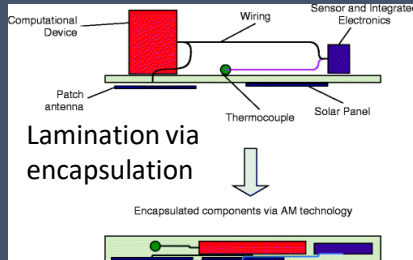 Computational
Device
Wiring
Sensor and Integrated
Electronics
Patch
antenna
Thermocouple
Solar Panel
Lamination via
encapsulation
Encapsulated components via AM technology